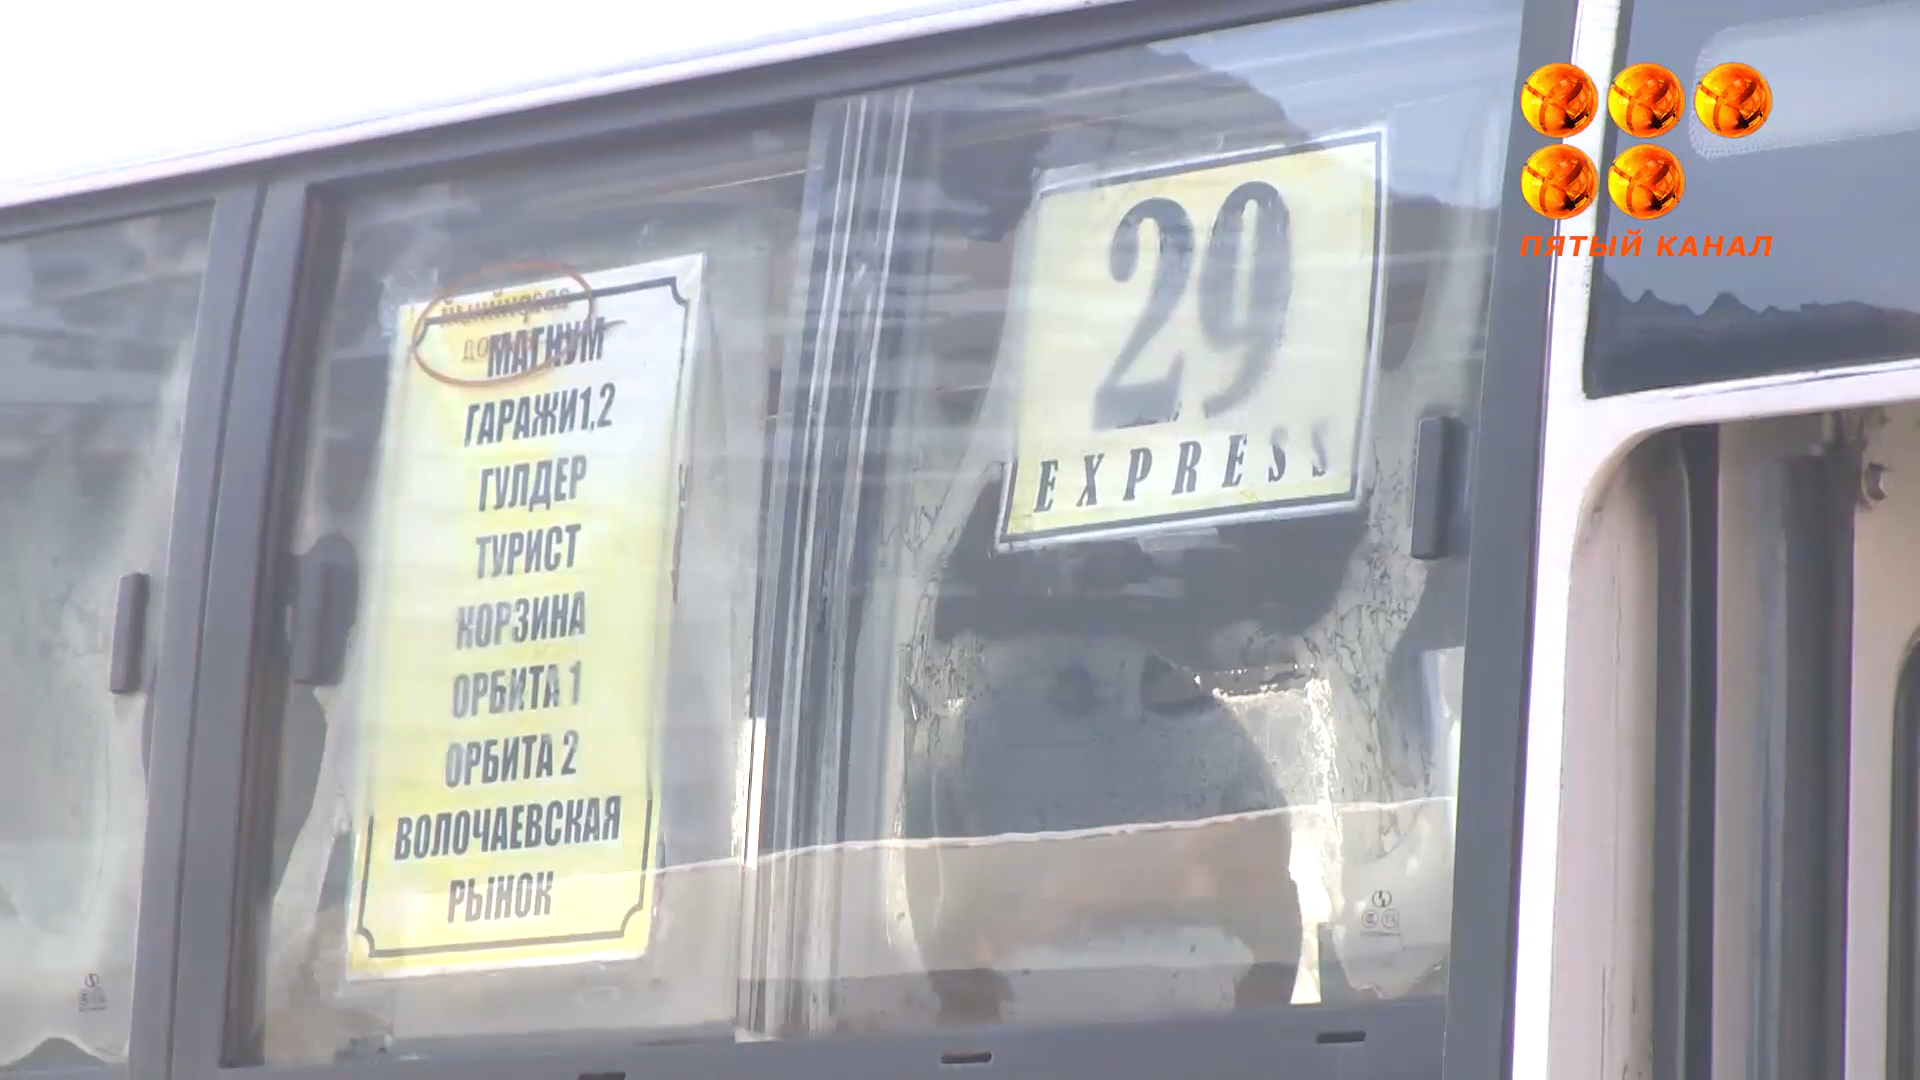 МАГНУМ
ГАРАЖИ1,2
ГУЛДЕР
ТУРИСТ
КОРЗИНА
ОРБИТА 1
ОРБИТА 2
ВОЛОЧАЕВСКАЯ
РЫНОК
29
EXPRESS
ПЯТЫЙ КАНАЛ